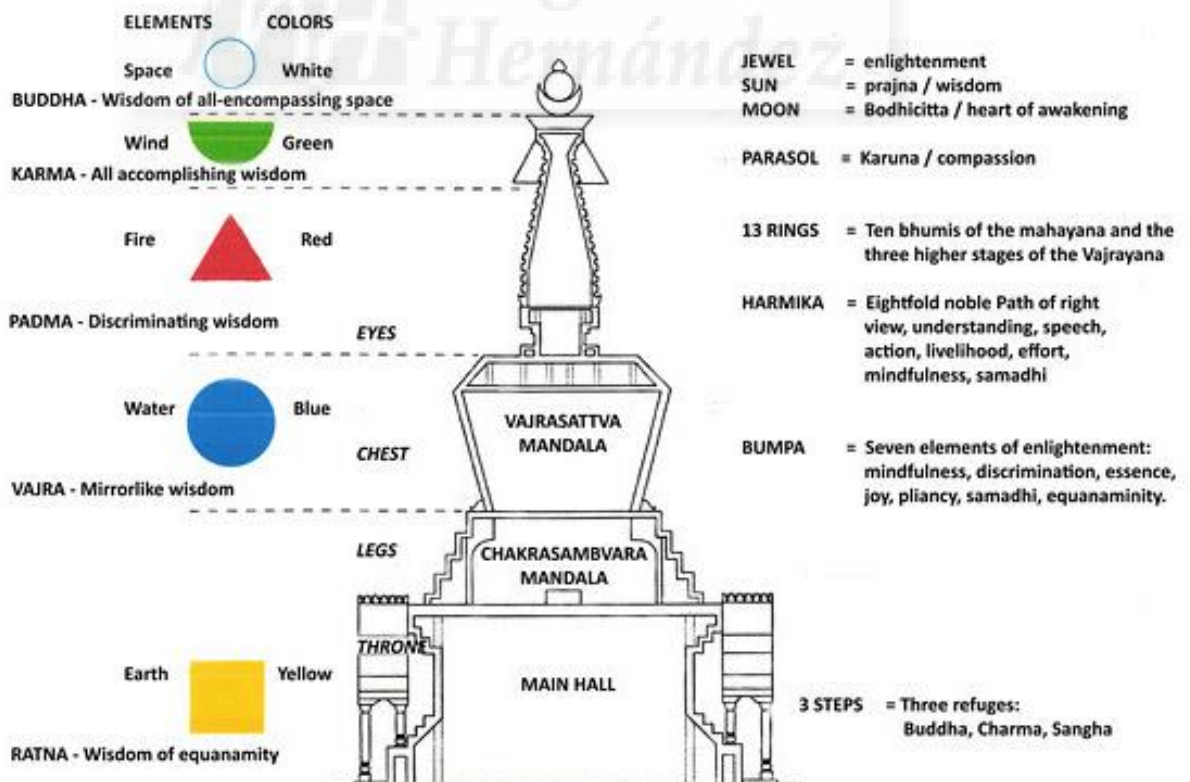 Hernández
ELEMENTS COLORS
Space White
BUDDHA - Wisdom of all-encompassing space
Wind Green
KARMA - All accomplishing wisdom
Fire Red
PADMA - Discriminating wisdom
Water Blue
VAJRA - Mirrorlike wisdom
Earth Yellow
RATNA - Wisdom of equanamity
EYES
CHEST
LEGS
THRONE
VAJRASATTVA
MANDALA
CHAKRASAMBVARA
MANDALA
MAIN HALL
JEWEL = enlightenment
SUN = prajna / wisdom
MOON = Bodhicitta / heart of awakening
PARASOL = Karuna / compassion
13 RINGS = Ten bhumis of the mahayana and the
three higher stages of the Vajrayana
HARMIKA = Eightfold noble Path of right
view, understanding, speech,
action, livelihood, effort,
mindfulness, samadhi
BUMPA = Seven elements of enlightenment:
mindfulness, discrimination, essence,
joy, pliancy, samadhi, equanaminity.
3 STEPS = Three refuges:
Buddha, Charma, Sangha